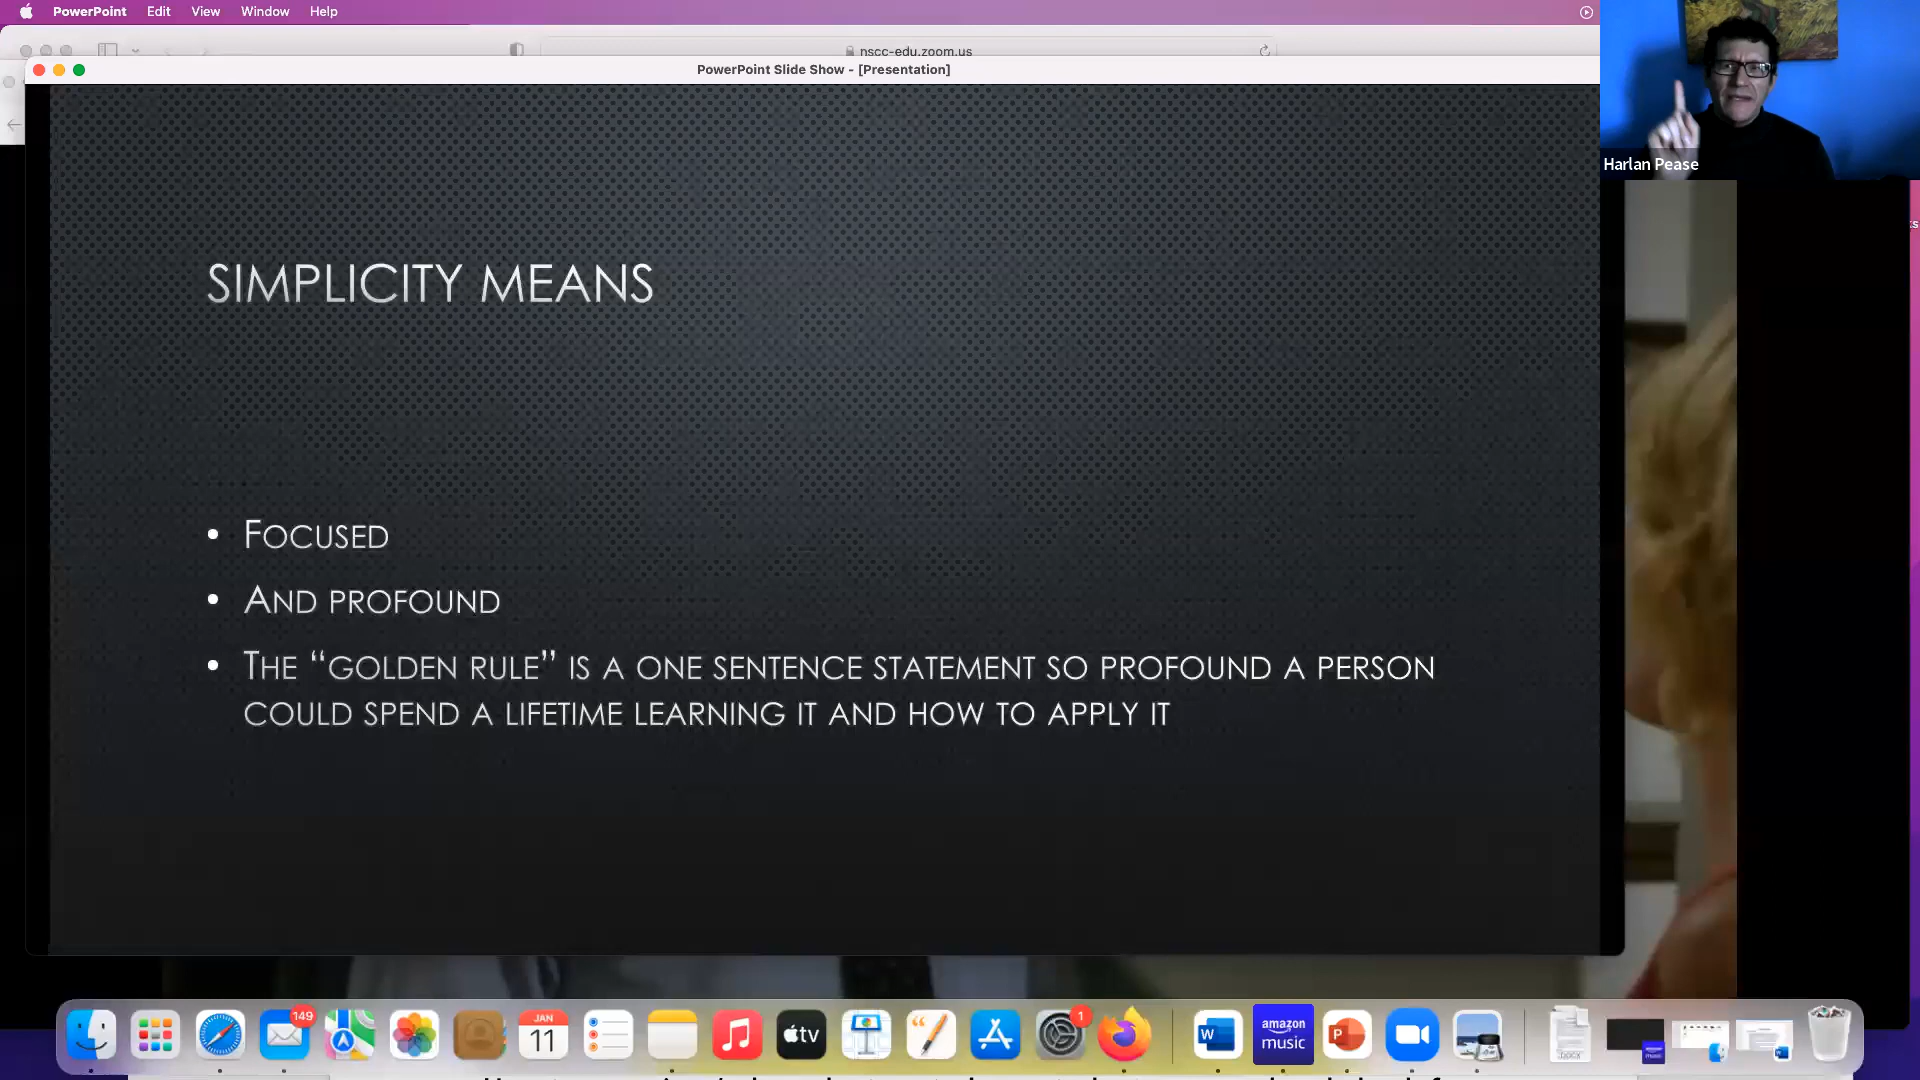 PowerPoint Edit View Window Help
nscc-edu.zoom.us
PowerPoint Slide Show - [Presentation]
Harlan Pease
SIMPLICITY MEANS
• FOCUSED
• AND PROFOUND
• THE “GOLDEN RULE” IS A ONE SENTENCE STATEMENT SO PROFOUND A PERSON
COULD SPEND A LIFETIME LEARNING IT AND HOW TO APPLY IT
149
JAN
11
tv
1
W
amazon
music
P
DOCX